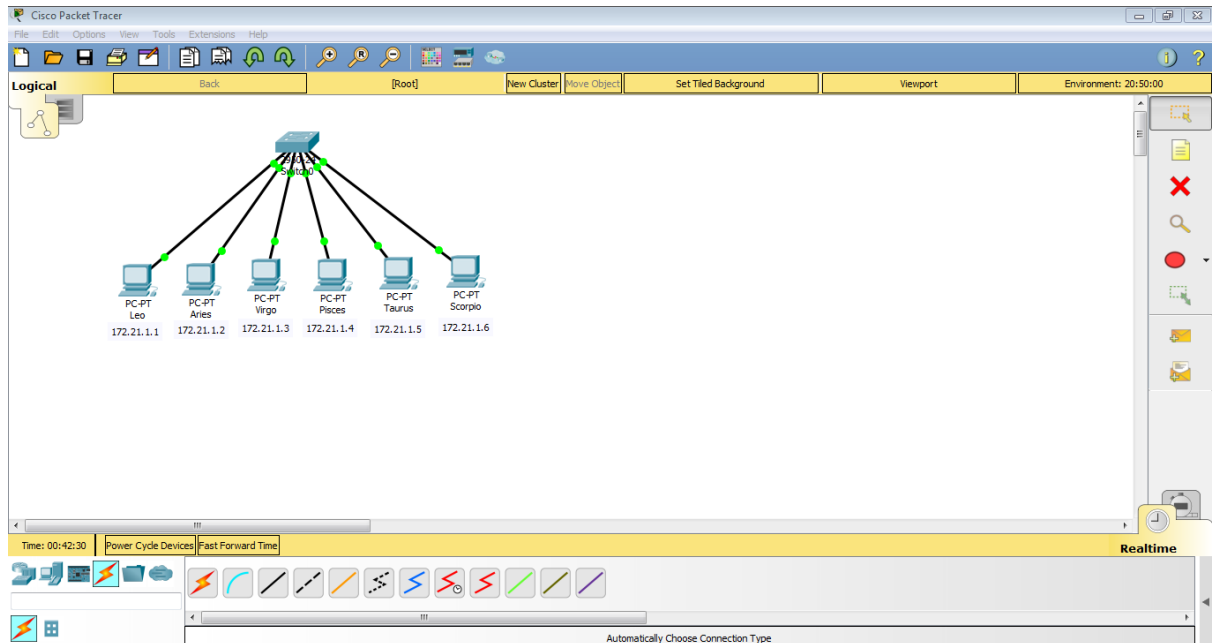 Cisco Packet Tracer
File Edit Options View Tools Extensions Help
Logical
Back
[Root]
New Cluster
Move Object
Set Tiled Background
Viewport
Environment: 20:50:00
Switch0
PC-PT
Leo
172.21.1.1
PC-PT
Aries
172.21.1.2
PC-PT
Virgo
172.21.1.3
PC-PT
Pisces
172.21.1.4
PC-PT
Taurus
172.21.1.5
PC-PT
Scorpio
172.21.1.6
Time: 00:42:30
Power Cycle Devices
Fast Forward Time
Realtime
Automatically Choose Connection Type